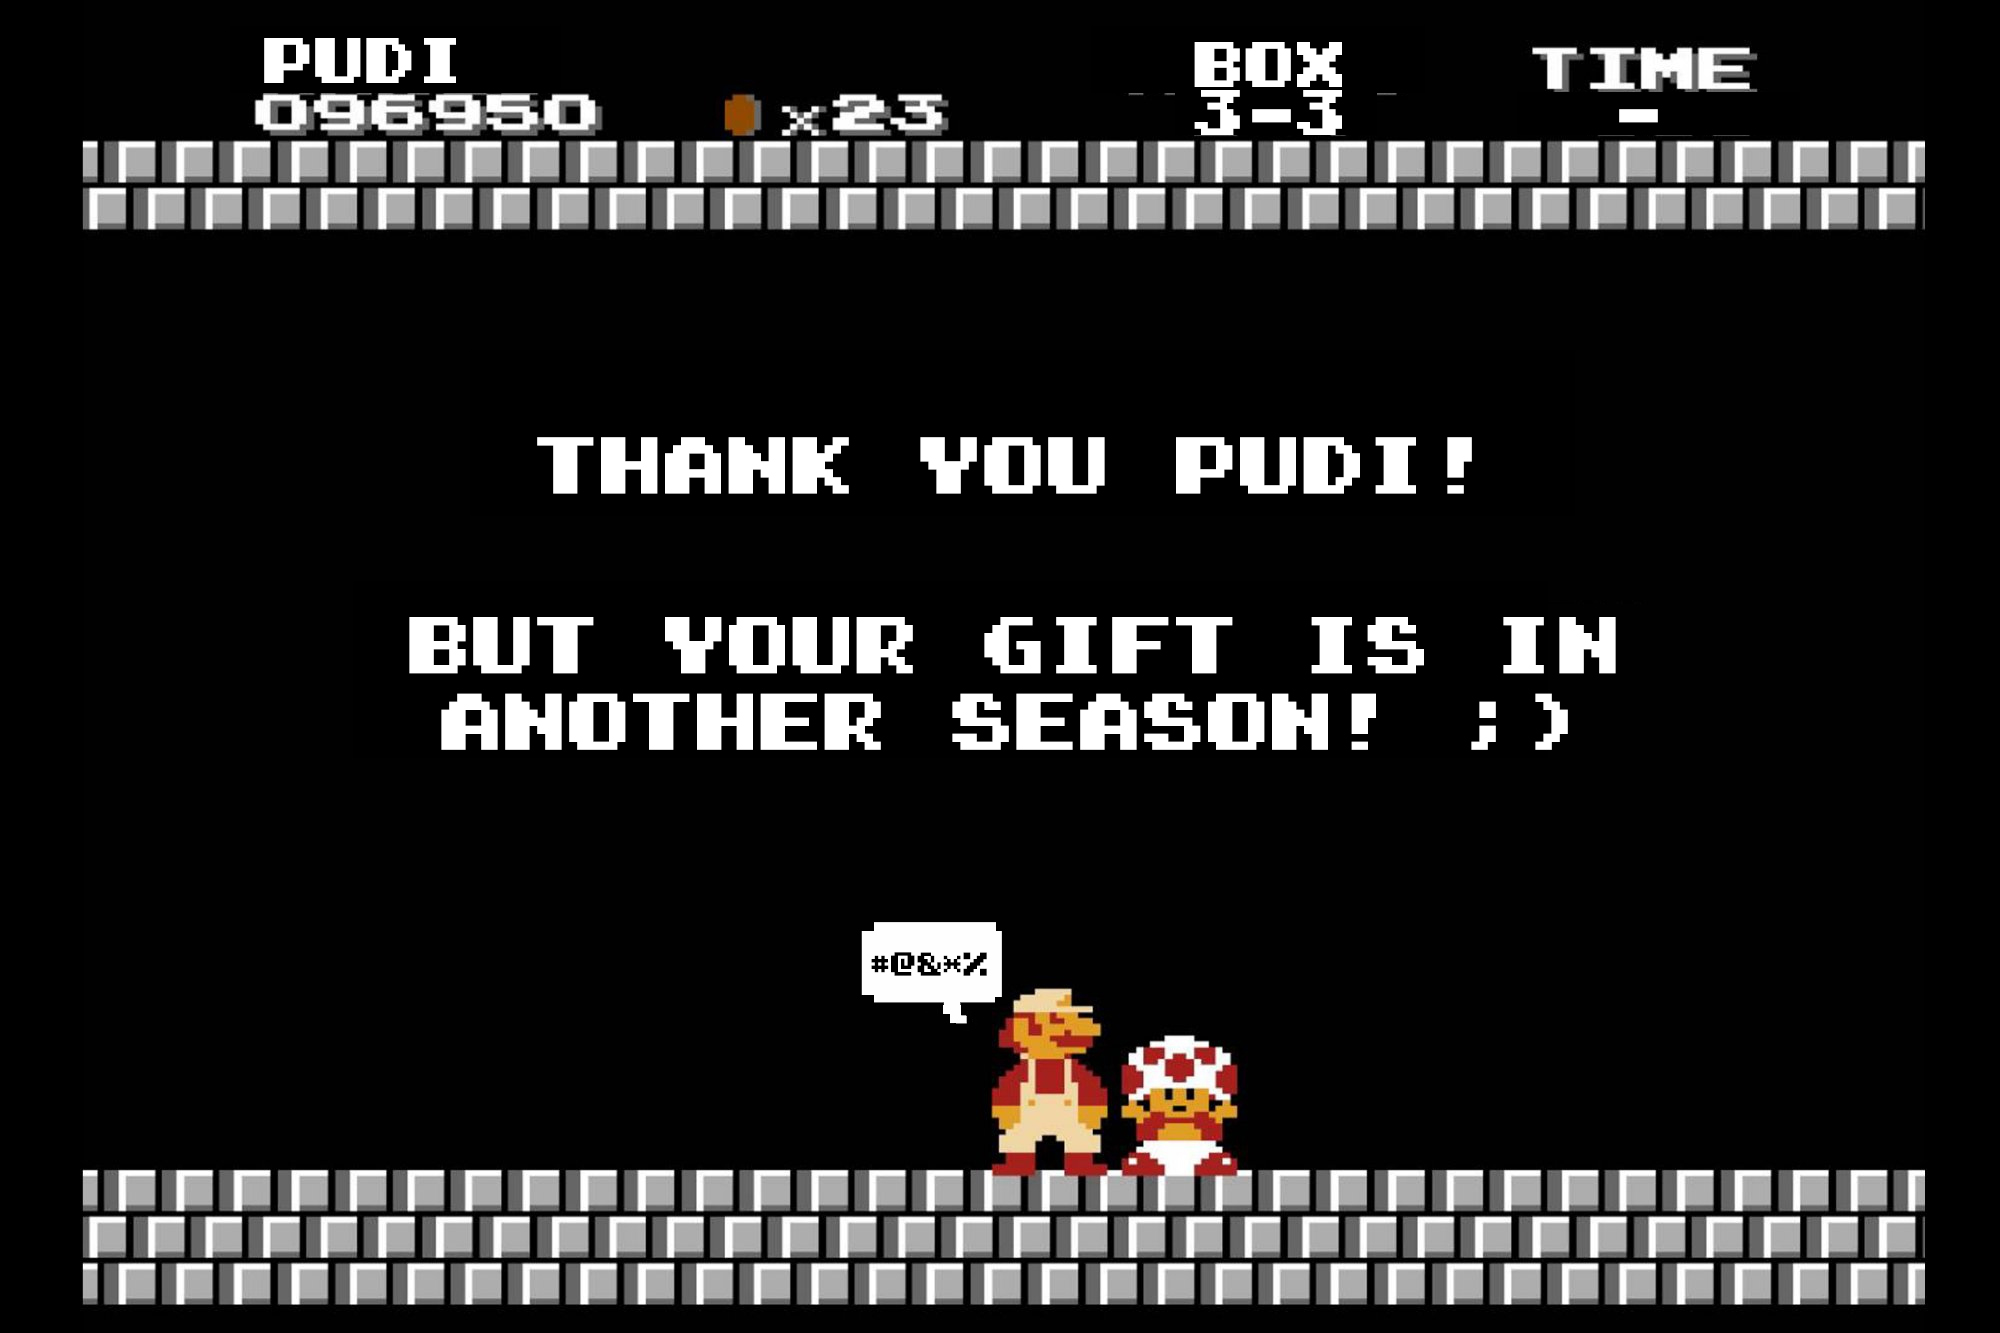 PUDI BOX TIME
096950 x23 3-3 -
THANK YOU PUDI!
BUT YOUR GIFT IS IN
ANOTHER SEASON! ;)
#@&*%